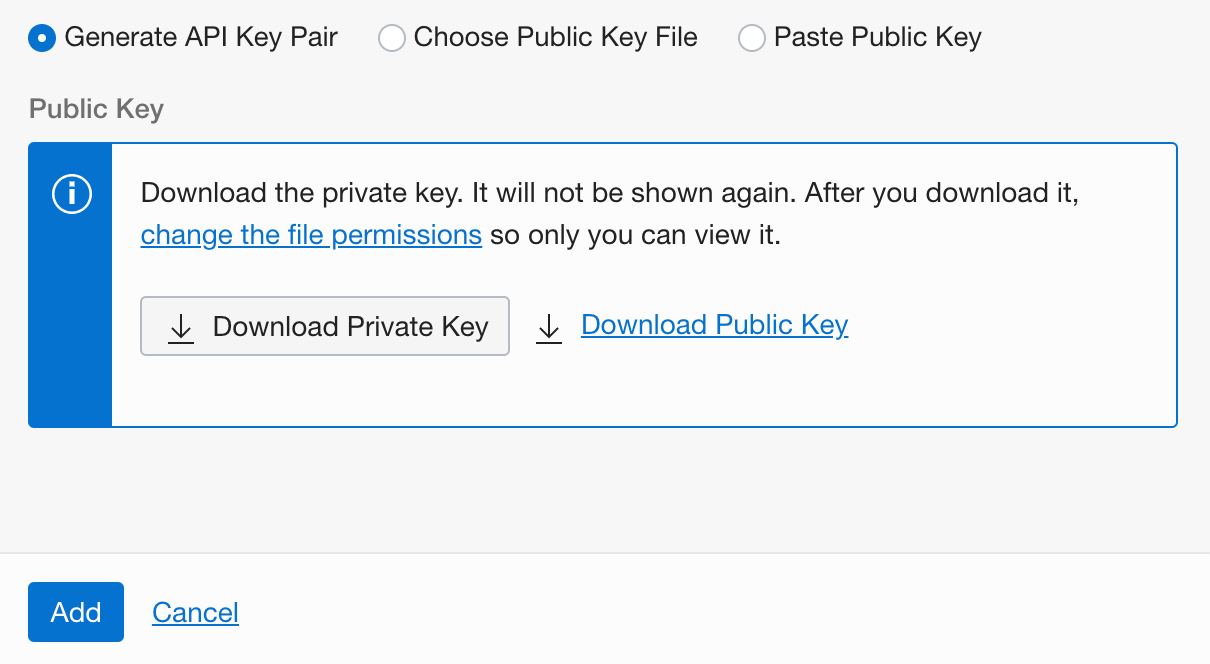 Generate API Key Pair Choose Public Key File Paste Public Key
Public Key
Download the private key. It will not be shown again. After you download it,
change the file permissions so only you can view it.
Download Private Key Download Public Key
Add Cancel